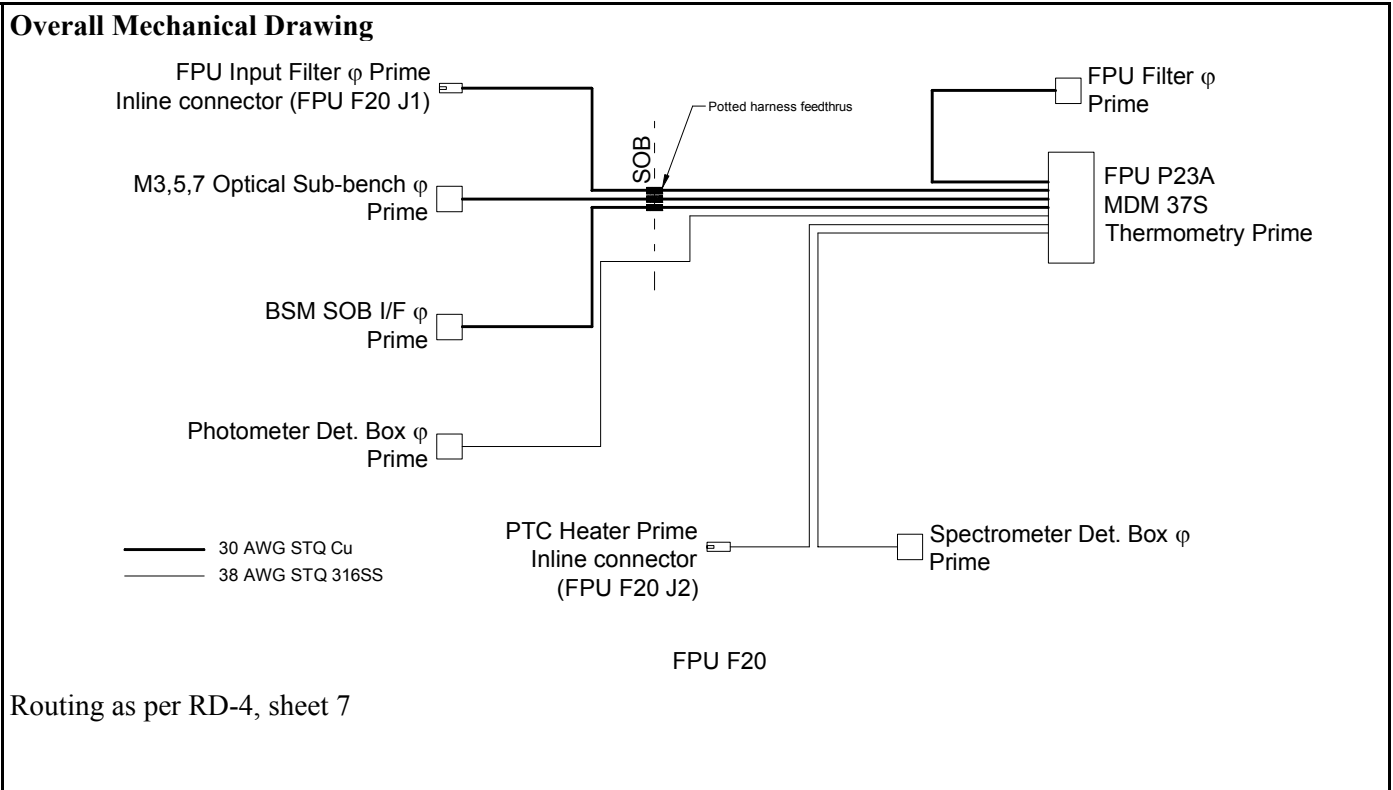 Overall Mechanical Drawing
FPU Input Filter φ Prime
Inline connector (FPU F20 J1)
FPU Filter φ
Prime
Potted harness feedthrus
SOB
M3,5,7 Optical Sub-bench φ
Prime
FPU P23A
MDM 37S
Thermometry Prime
BSM SOB I/F φ
Prime
Photometer Det. Box φ
Prime
30 AWG STQ Cu
38 AWG STQ 316SS
PTC Heater Prime
Inline connector
(FPU F20 J2)
Spectrometer Det. Box φ
Prime
FPU F20
Routing as per RD-4, sheet 7